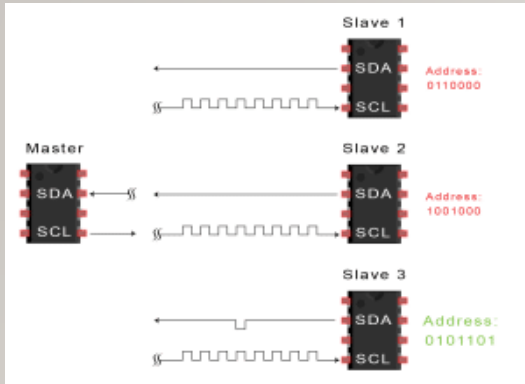 Slave 1
SDA
Address:
0110000
SCL
Master
Slave 2
SDA
SDA
Address:
1001000
SCL
SCL
Slave 3
SDA
Address:
0101101
SCL